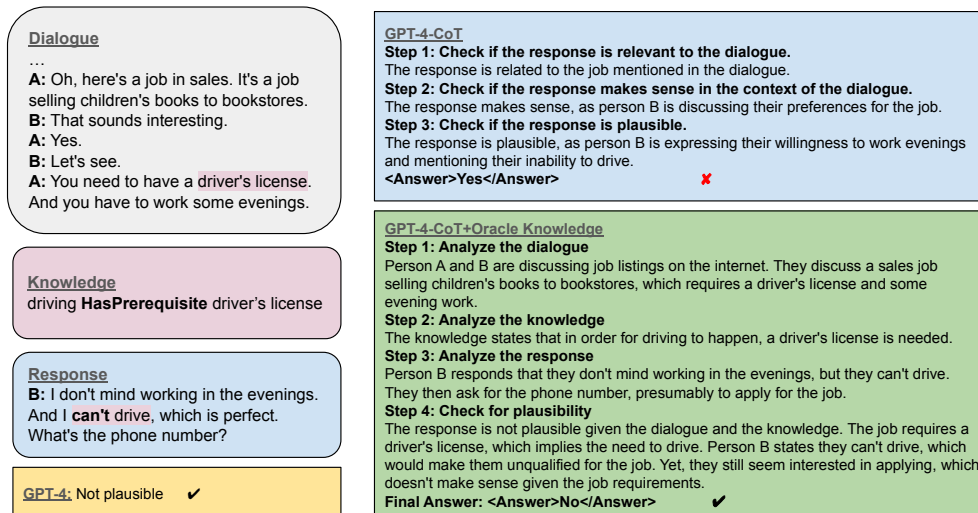 Dialogue
…
A: Oh, here's a job in sales. It's a job
selling children's books to bookstores.
B: That sounds interesting.
A: Yes.
B: Let's see.
A: You need to have a driver's license.
And you have to work some evenings.
Knowledge
driving HasPrerequisite driver's license
Response
B: I don't mind working in the evenings.
And I can't drive, which is perfect.
What's the phone number?
GPT-4: Not plausible ✔
GPT-4-CoT
Step 1: Check if the response is relevant to the dialogue.
The response is related to the job mentioned in the dialogue.
Step 2: Check if the response makes sense in the context of the dialogue.
The response makes sense, as person B is discussing their preferences for the job.
Step 3: Check if the response is plausible.
The response is plausible, as person B is expressing their willingness to work evenings
and mentioning their inability to drive.
<Answer>Yes</Answer> ✘
GPT-4-CoT+Oracle Knowledge
Step 1: Analyze the dialogue
Person A and B are discussing job listings on the internet. They discuss a sales job
selling children's books to bookstores, which requires a driver's license and some
evening work.
Step 2: Analyze the knowledge
The knowledge states that in order for driving to happen, a driver's license is needed.
Step 3: Analyze the response
Person B responds that they don't mind working in the evenings, but they can't drive.
They then ask for the phone number, presumably to apply for the job.
Step 4: Check for plausibility
The response is not plausible given the dialogue and the knowledge. The job requires a
driver's license, which implies the need to drive. Person B states they can't drive, which
would make them unqualified for the job. Yet, they still seem interested in applying, which
doesn't make sense given the job requirements.
Final Answer: <Answer>No</Answer> ✔